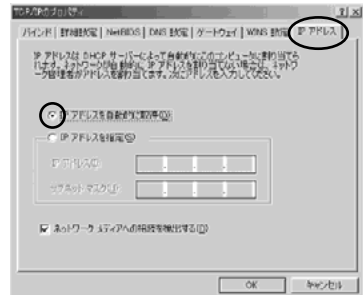 TCP/IPのプロパティ
バインド 詳細設定 NetBIOS DNS 設定 ゲートウェイ WINS 設定 IP アドレス
IP アドレスは DHCP サーバーによって自動的にこのコンピュータに割り当てら
れます。ネットワークが自動的に IP アドレスを割り当てない場合は、ネットワ
ーク管理者がアドレスを割り当てます。次にアドレスを入力してください。
IP アドレスを自動的に取得(O)
IP アドレスを指定(S)
IP アドレス(I):
サブネット マスク(U):
ネットワーク メディアへの接続を検出する(D)
OK キャンセル